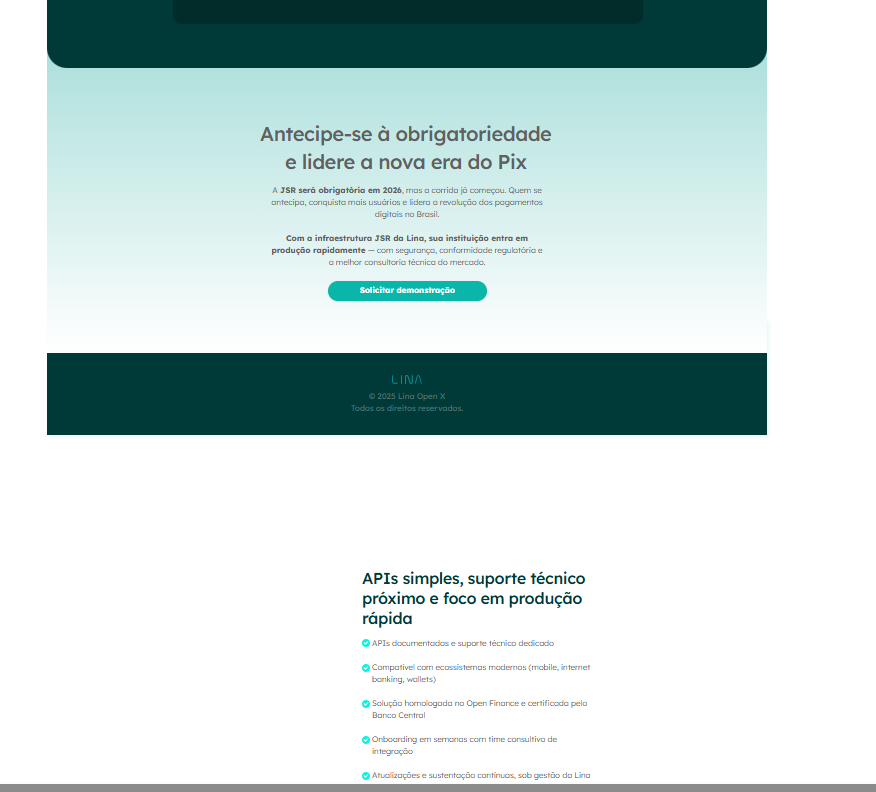 Antecipe-se à obrigatoriedade
e lidere a nova era do Pix
A JSR será obrigatória em 2026, mas a corrida já começou. Quem se
antecipa, conquista mais usuários e lidera a revolução dos pagamentos
digitais no Brasil.
Com a infraestrutura JSR da Lina, sua instituição entra em
produção rapidamente — com segurança, conformidade regulatória e
a melhor consultoria técnica do mercado.
Solicitar demonstração
LINA
© 2025 Lina Open X
Todos os direitos reservados.
APIs simples, suporte técnico
próximo e foco em produção
rápida
APIs documentadas e suporte técnico dedicado
Compatível com ecossistemas modernos (mobile, internet
banking, wallets)
Solução homologada no Open Finance e certificada pelo
Banco Central
Onboarding em semanas com time consultivo de
integração
Atualizações e sustentação contínuas, sob gestão da Lina